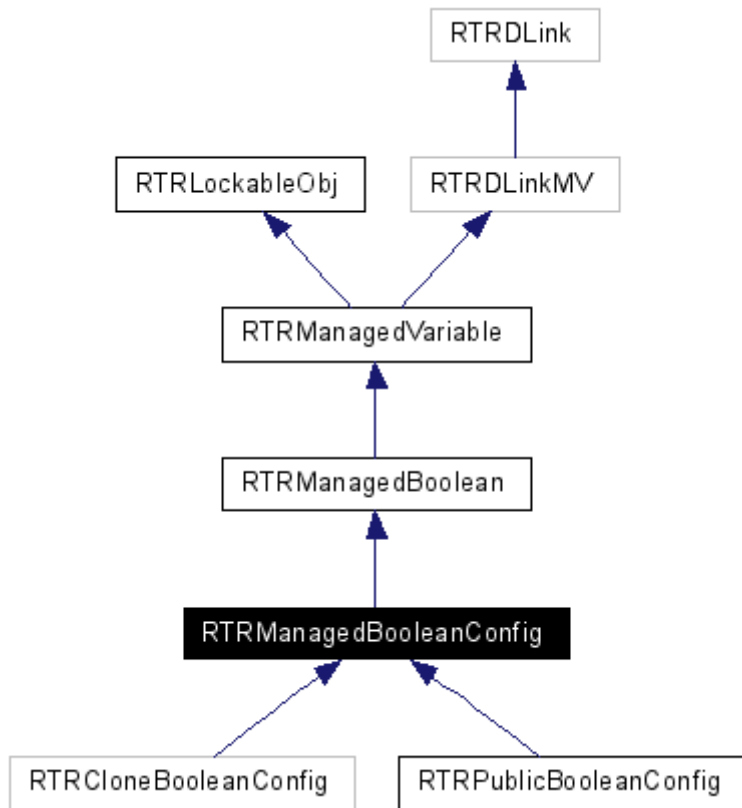 RTRDLink
RTRLockableObj
RTRDLinkMV
RTRManagedVariable
RTRManagedBoolean
RTRManagedBooleanConfig
RTRCloneBooleanConfig
RTRPublicBooleanConfig